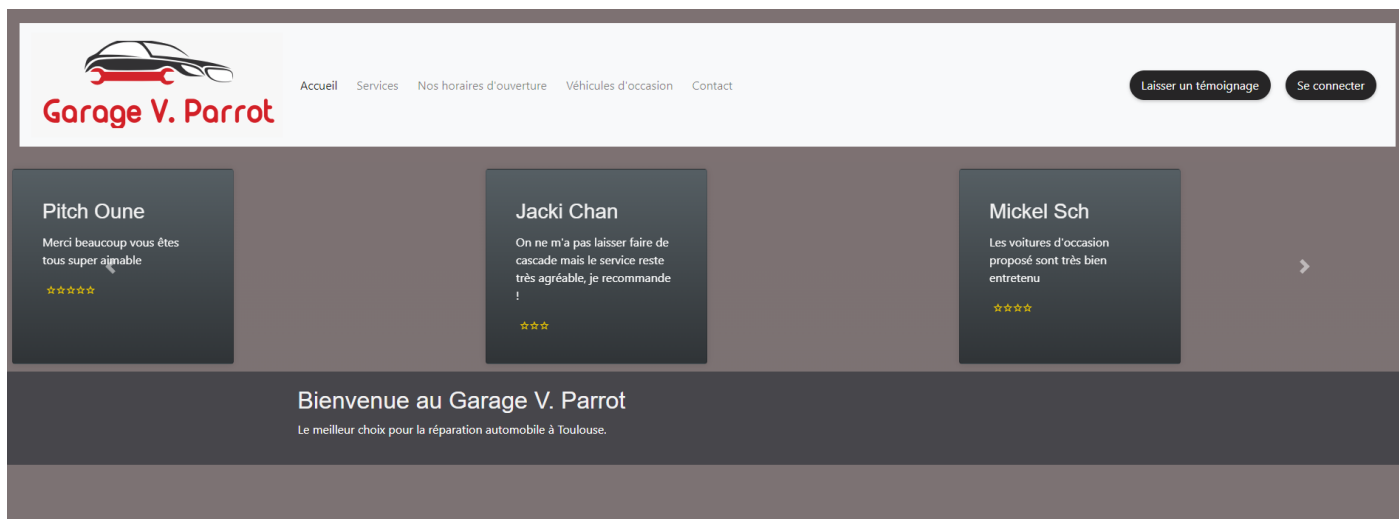 Garage V. Parrot
Accueil Services Nos horaires d'ouverture Véhicules d'occasion Contact
Laisser un témoignage Se connecter
Pitch Oune
Merci beaucoup vous êtes
tous super aimable
☆☆☆☆☆
Jacki Chan
On ne m'a pas laisser faire de
cascade mais le service reste
très agréable, je recommande
!
☆☆☆
Mickel Sch
Les voitures d'occasion
proposé sont très bien
entretenu
☆☆☆☆
Bienvenue au Garage V. Parrot
Le meilleur choix pour la réparation automobile à Toulouse.